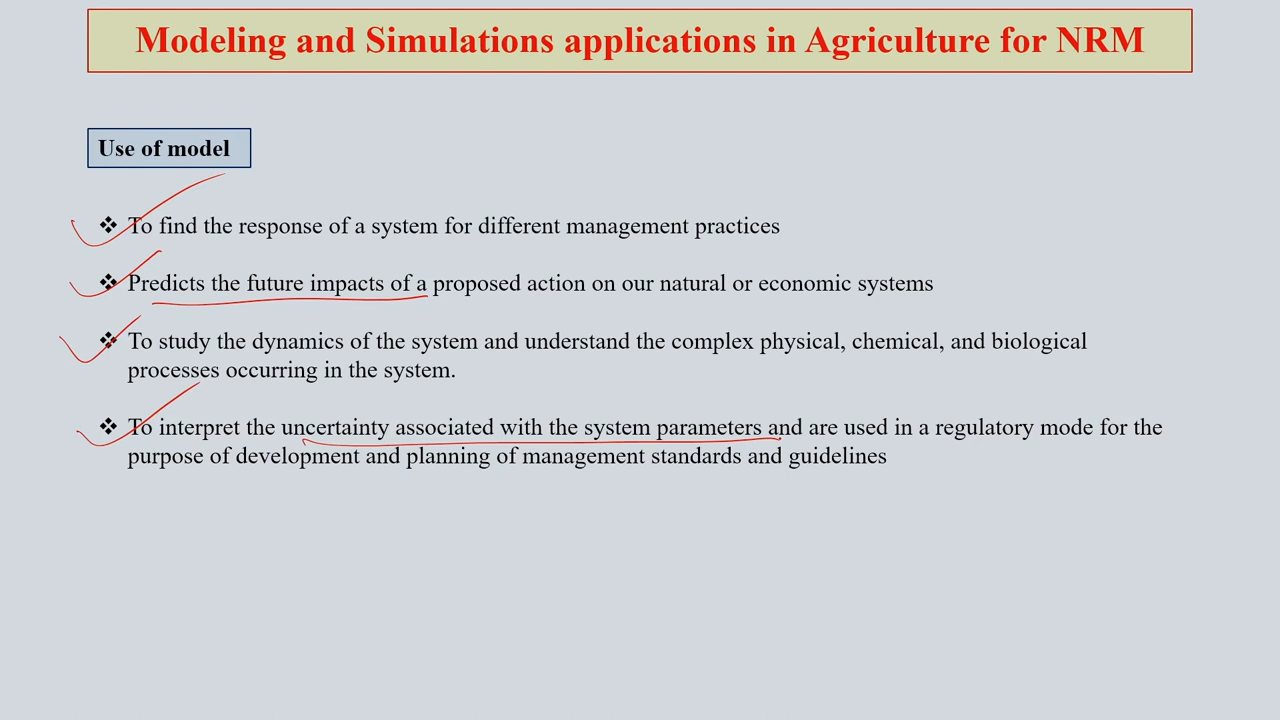 Modeling and Simulations applications in Agriculture for NRM
Use of model
❖ To find the response of a system for different management practices
❖ Predicts the future impacts of a proposed action on our natural or economic systems
❖ To study the dynamics of the system and understand the complex physical, chemical, and biological
processes occurring in the system.
❖ To interpret the uncertainty associated with the system parameters and are used in a regulatory mode for the
purpose of development and planning of management standards and guidelines